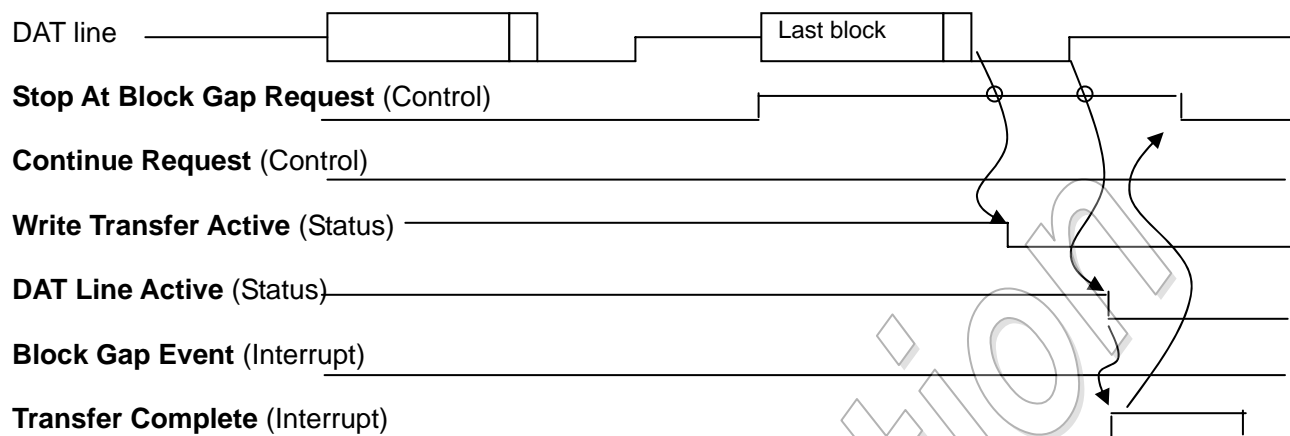 DAT line
Last block
Stop At Block Gap Request (Control)
Continue Request (Control)
Write Transfer Active (Status)
DAT Line Active (Status)
Block Gap Event (Interrupt)
Transfer Complete (Interrupt)
tion